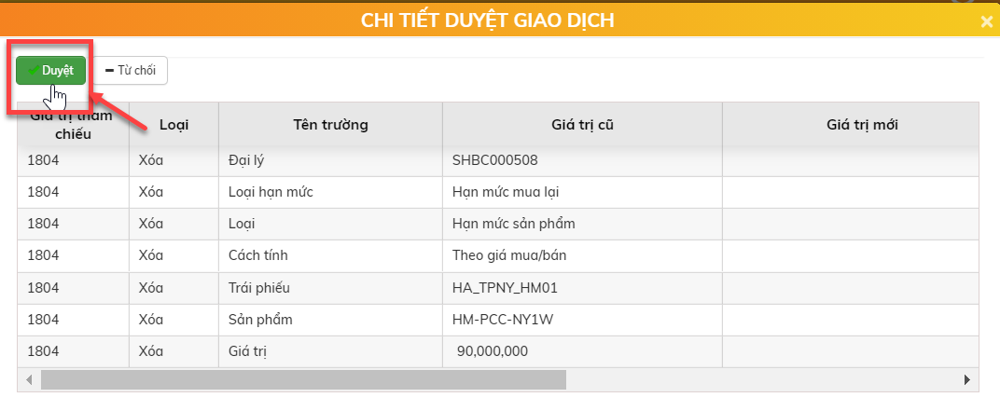 CHI TIẾT DUYỆT GIAO DỊCH
Duyệt Từ chối
Giá trị tham chiếu Loại Tên trường Giá trị cũ Giá trị mới
1804 Xóa Đại lý SHBC000508
1804 Xóa Loại hạn mức Hạn mức mua lại
1804 Xóa Loại Hạn mức sản phẩm
1804 Xóa Cách tính Theo giá mua/bán
1804 Xóa Trái phiếu HA_TPNY_HM01
1804 Xóa Sản phẩm HM-PCC-NY1W
1804 Xóa Giá trị 90,000,000